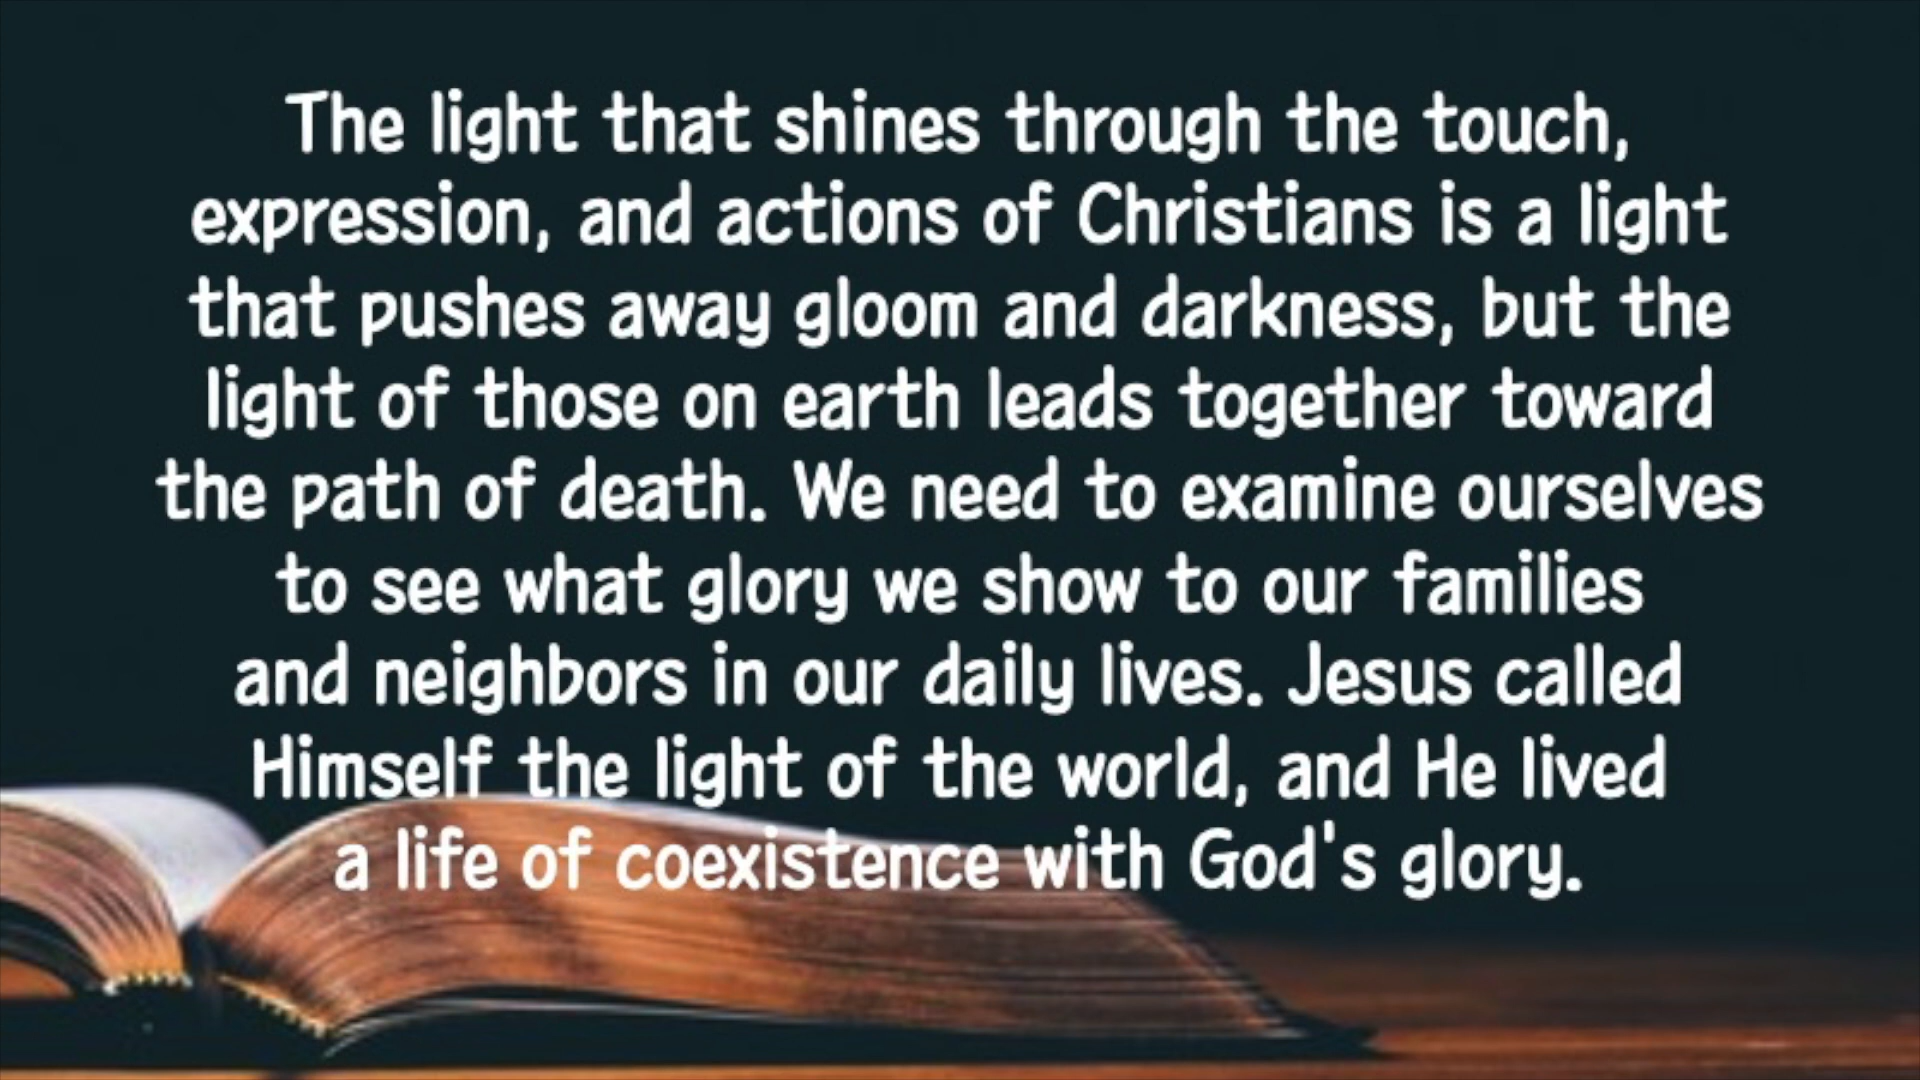 The light that shines through the touch,
expression, and actions of Christians is a light
that pushes away gloom and darkness, but the
light of those on earth leads together toward
the path of death. We need to examine ourselves
to see what glory we show to our families
and neighbors in our daily lives. Jesus called
Himself the light of the world, and He lived
a life of coexistence with God's glory.